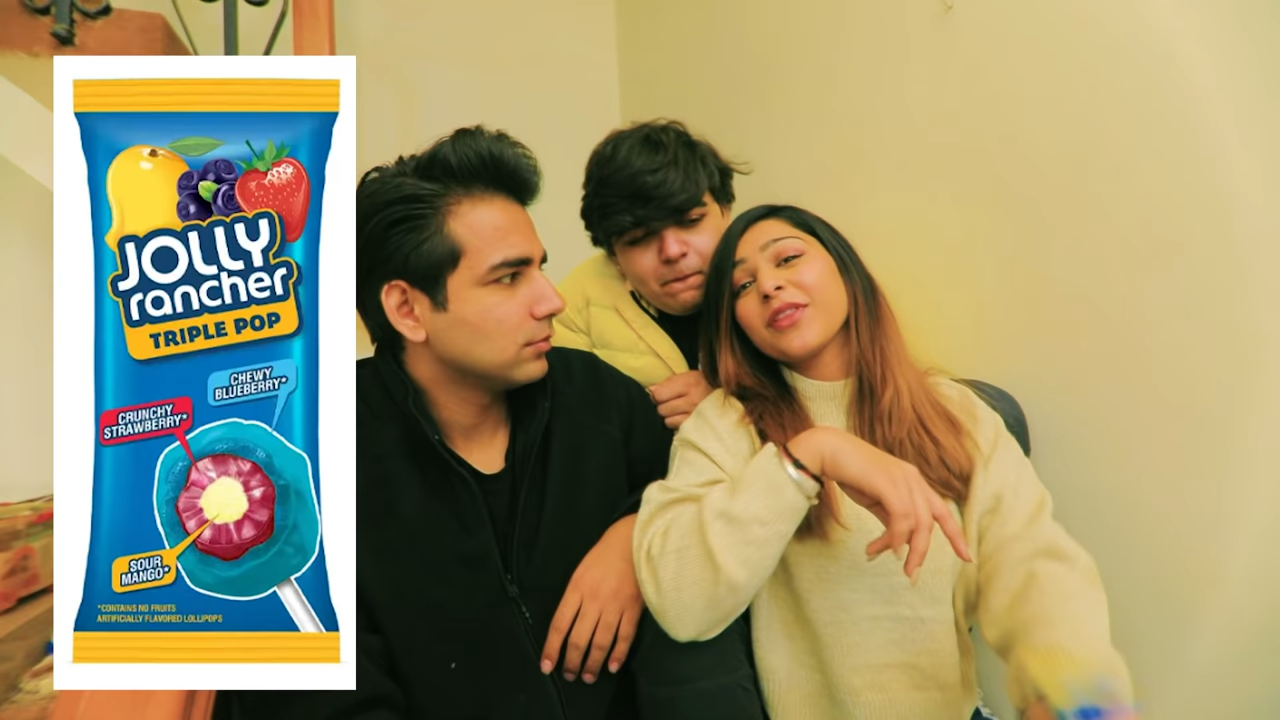 JOLLY
rancher
TRIPLE POP
CHEWY
BLUEBERRY*
CRUNCHY
STRAWBERRY*
SOUR
MANGO*
*CONTAINS NO FRUITS
ARTIFICIALLY FLAVORED LOLLIPOPS